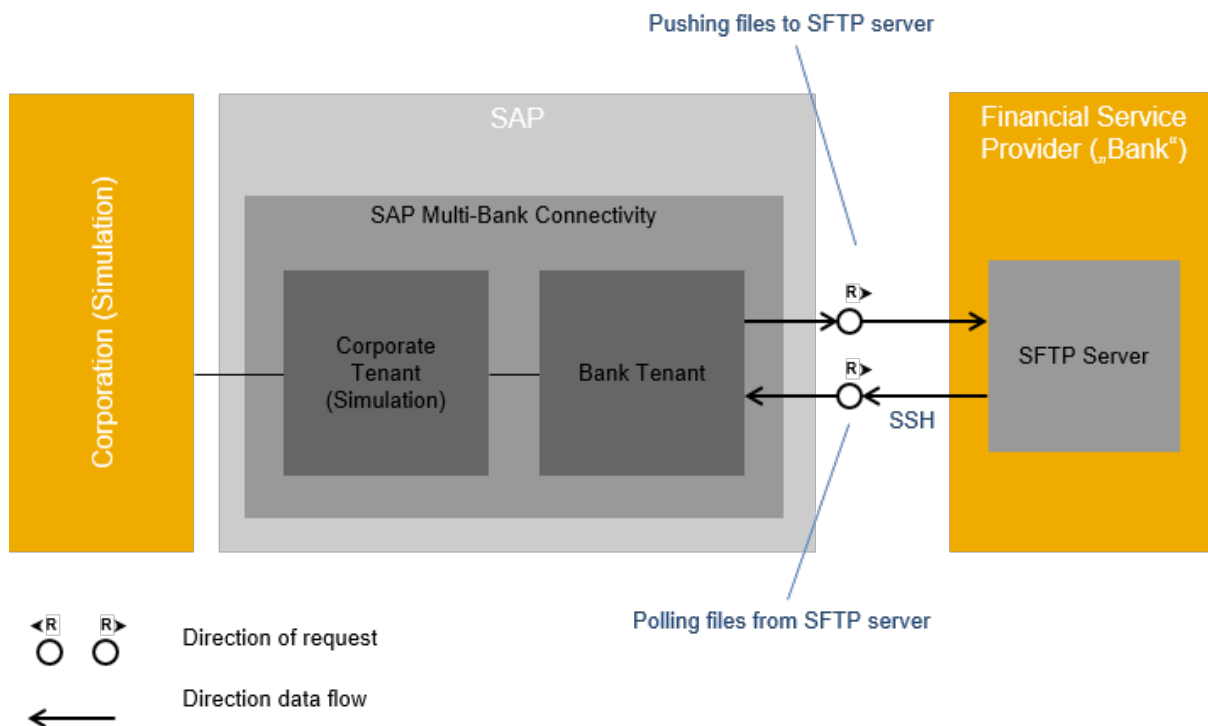 Pushing files to SFTP server
SAP
Financial Service
Provider („Bank“)
Corporation (Simulation)
SAP Multi-Bank Connectivity
Corporate
Tenant
(Simulation)
Bank Tenant
R
R
SSH
SFTP Server
Polling files from SFTP server
R R
Direction of request
Direction data flow